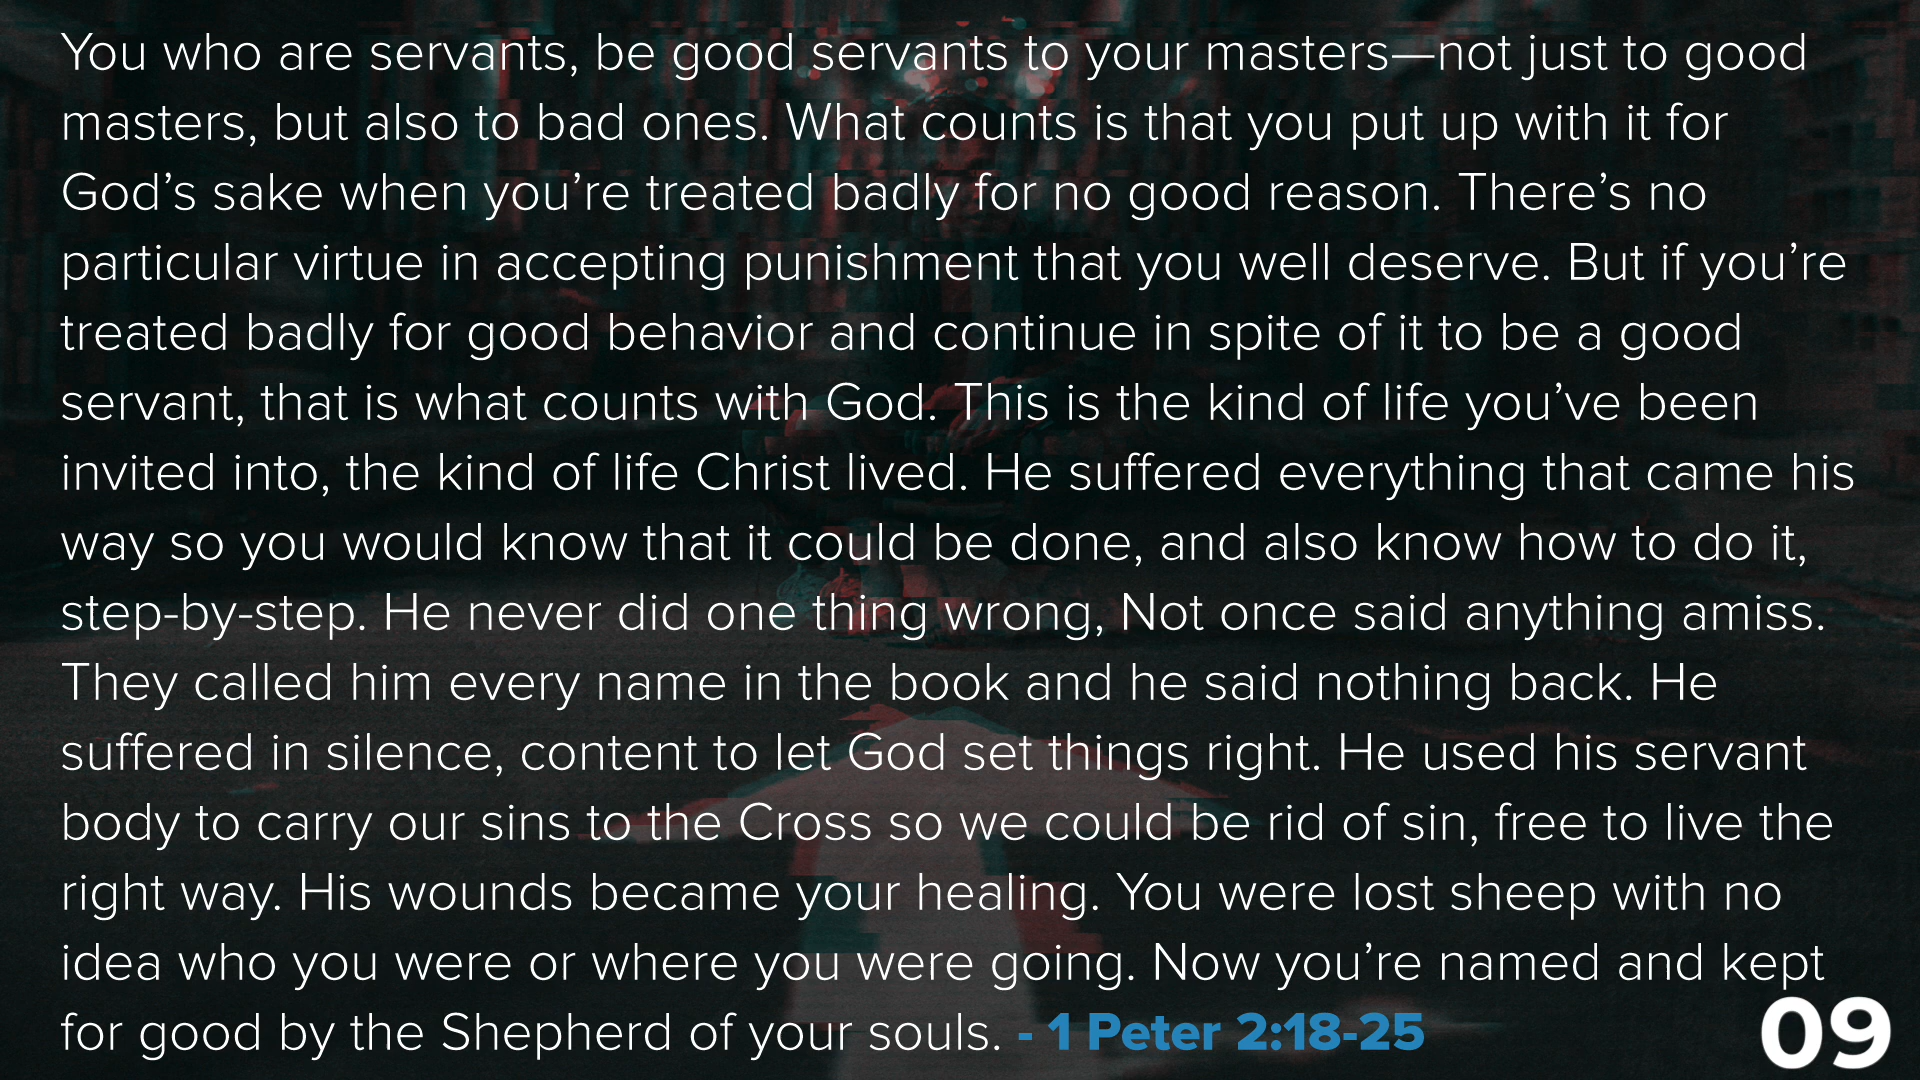 You who are servants, be good servants to your masters—not just to good
masters, but also to bad ones. What counts is that you put up with it for
God’s sake when you’re treated badly for no good reason. There’s no
particular virtue in accepting punishment that you well deserve. But if you’re
treated badly for good behavior and continue in spite of it to be a good
servant, that is what counts with God. This is the kind of life you’ve been
invited into, the kind of life Christ lived. He suffered everything that came his
way so you would know that it could be done, and also know how to do it,
step-by-step. He never did one thing wrong, Not once said anything amiss.
They called him every name in the book and he said nothing back. He
suffered in silence, content to let God set things right. He used his servant
body to carry our sins to the Cross so we could be rid of sin, free to live the
right way. His wounds became your healing. You were lost sheep with no
idea who you were or where you were going. Now you’re named and kept
for good by the Shepherd of your souls. - 1 Peter 2:18-25
09